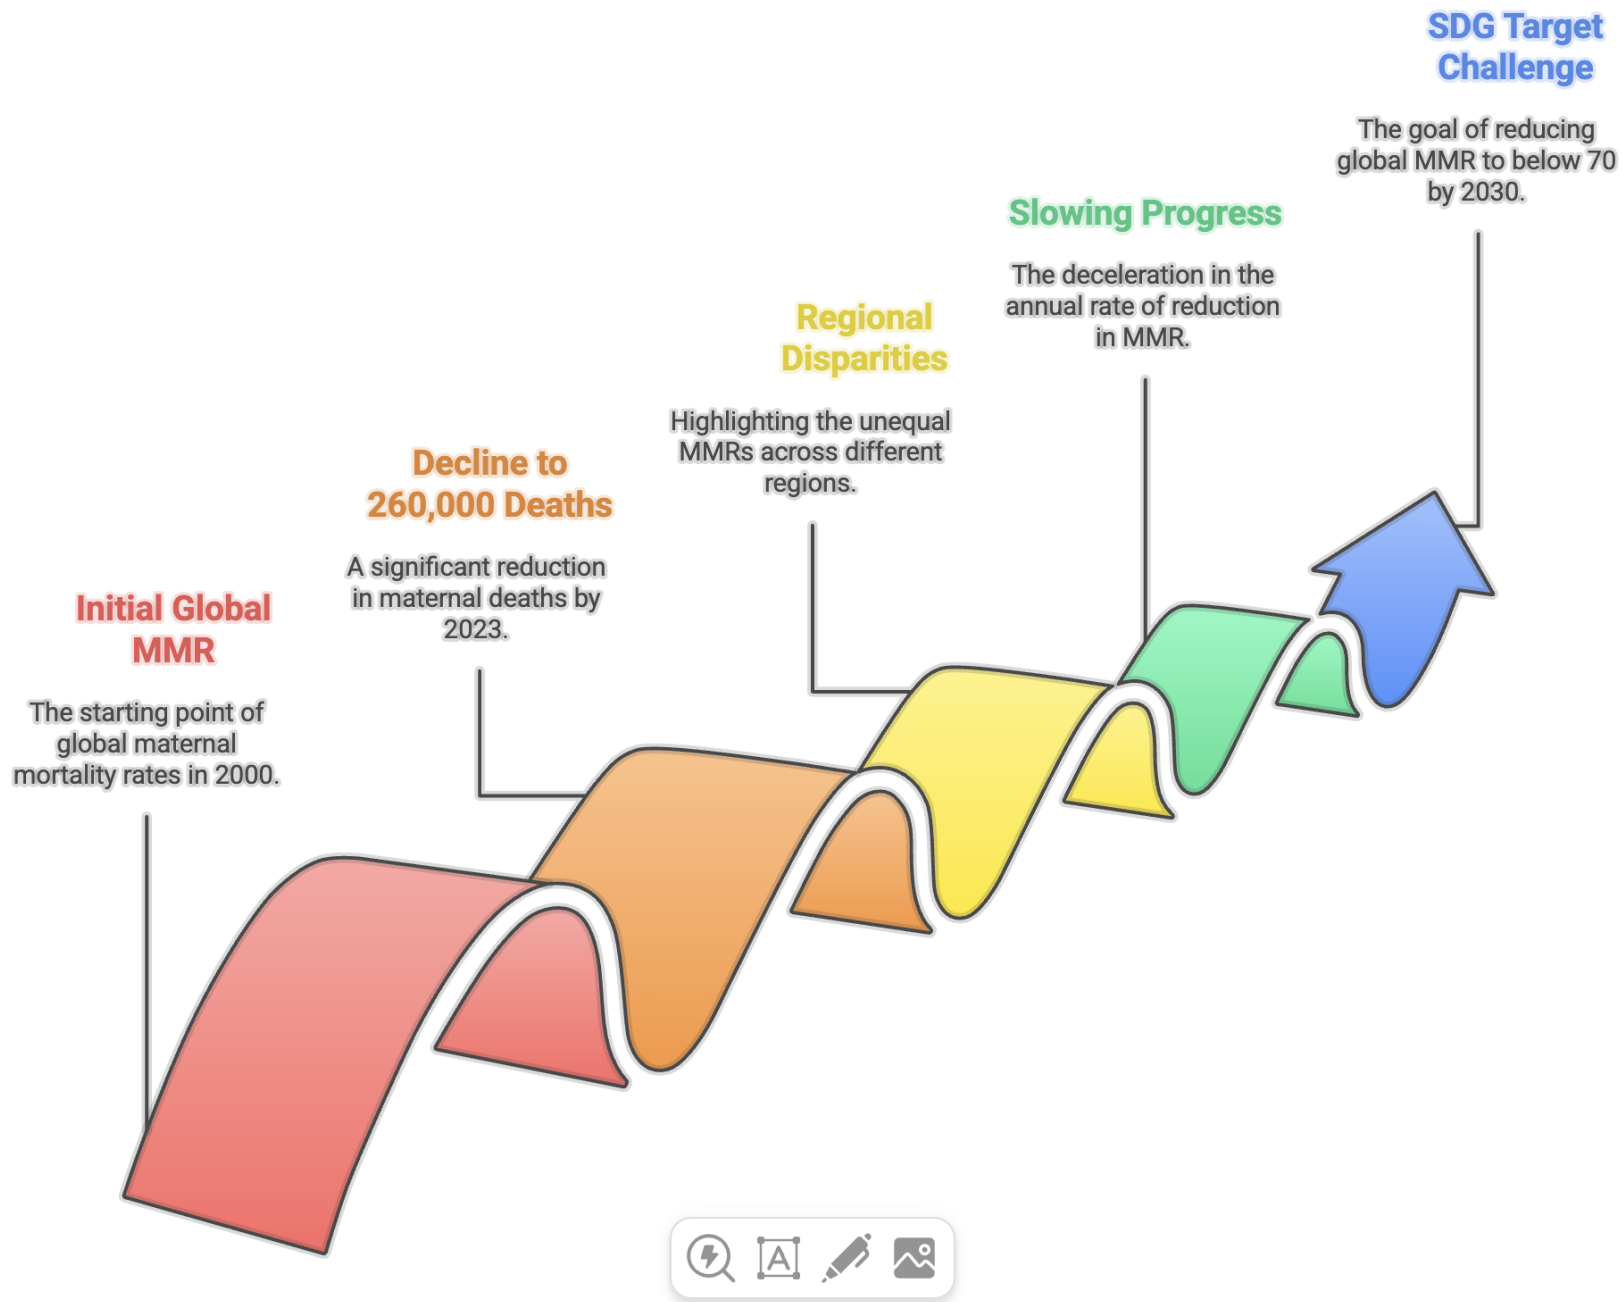 Initial Global
MMR
The starting point of
global maternal
mortality rates in 2000.
Decline to
260,000 Deaths
A significant reduction
in maternal deaths by
2023.
Regional
Disparities
Highlighting the unequal
MMRs across different
regions.
Slowing Progress
The deceleration in the
annual rate of reduction
in MMR.
SDG Target
Challenge
The goal of reducing
global MMR to below 70
by 2030.
A